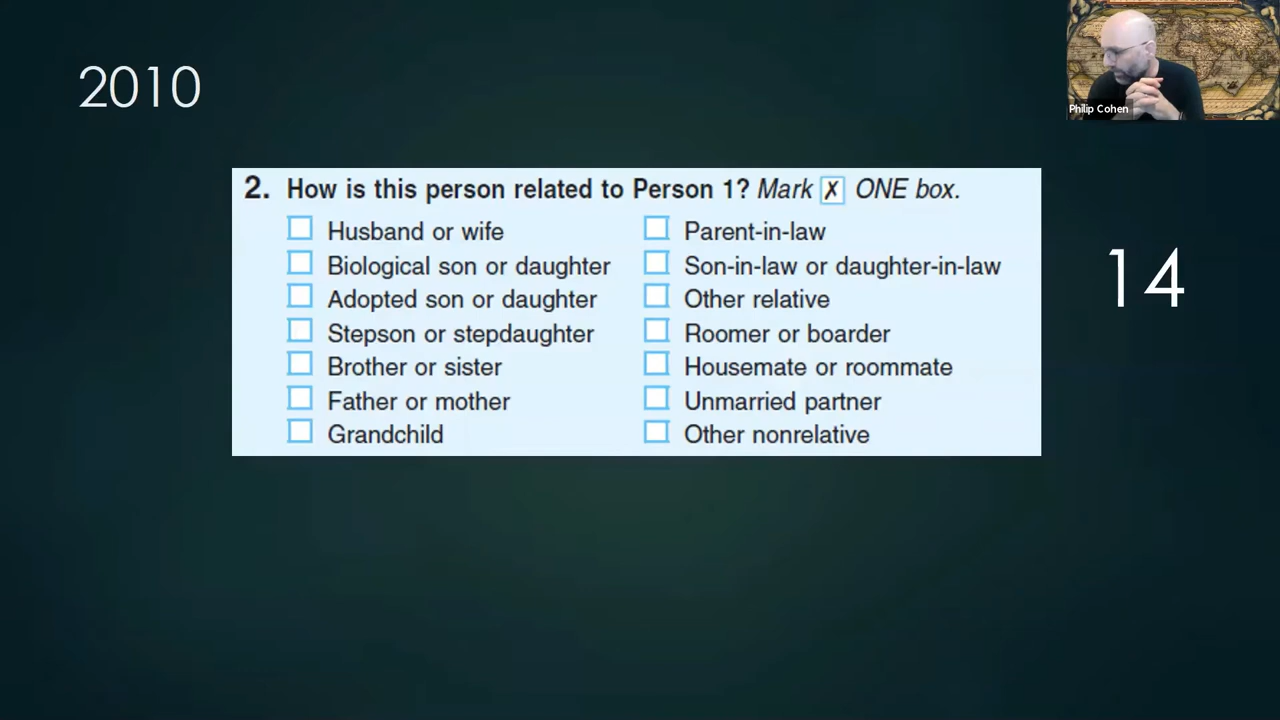 2010
Philip Cohen
2. How is this person related to Person 1? Mark ✗ ONE box.
Husband or wife
Biological son or daughter
Adopted son or daughter
Stepson or stepdaughter
Brother or sister
Father or mother
Grandchild
Parent-in-law
Son-in-law or daughter-in-law
Other relative
Roomer or boarder
Housemate or roommate
Unmarried partner
Other nonrelative
14